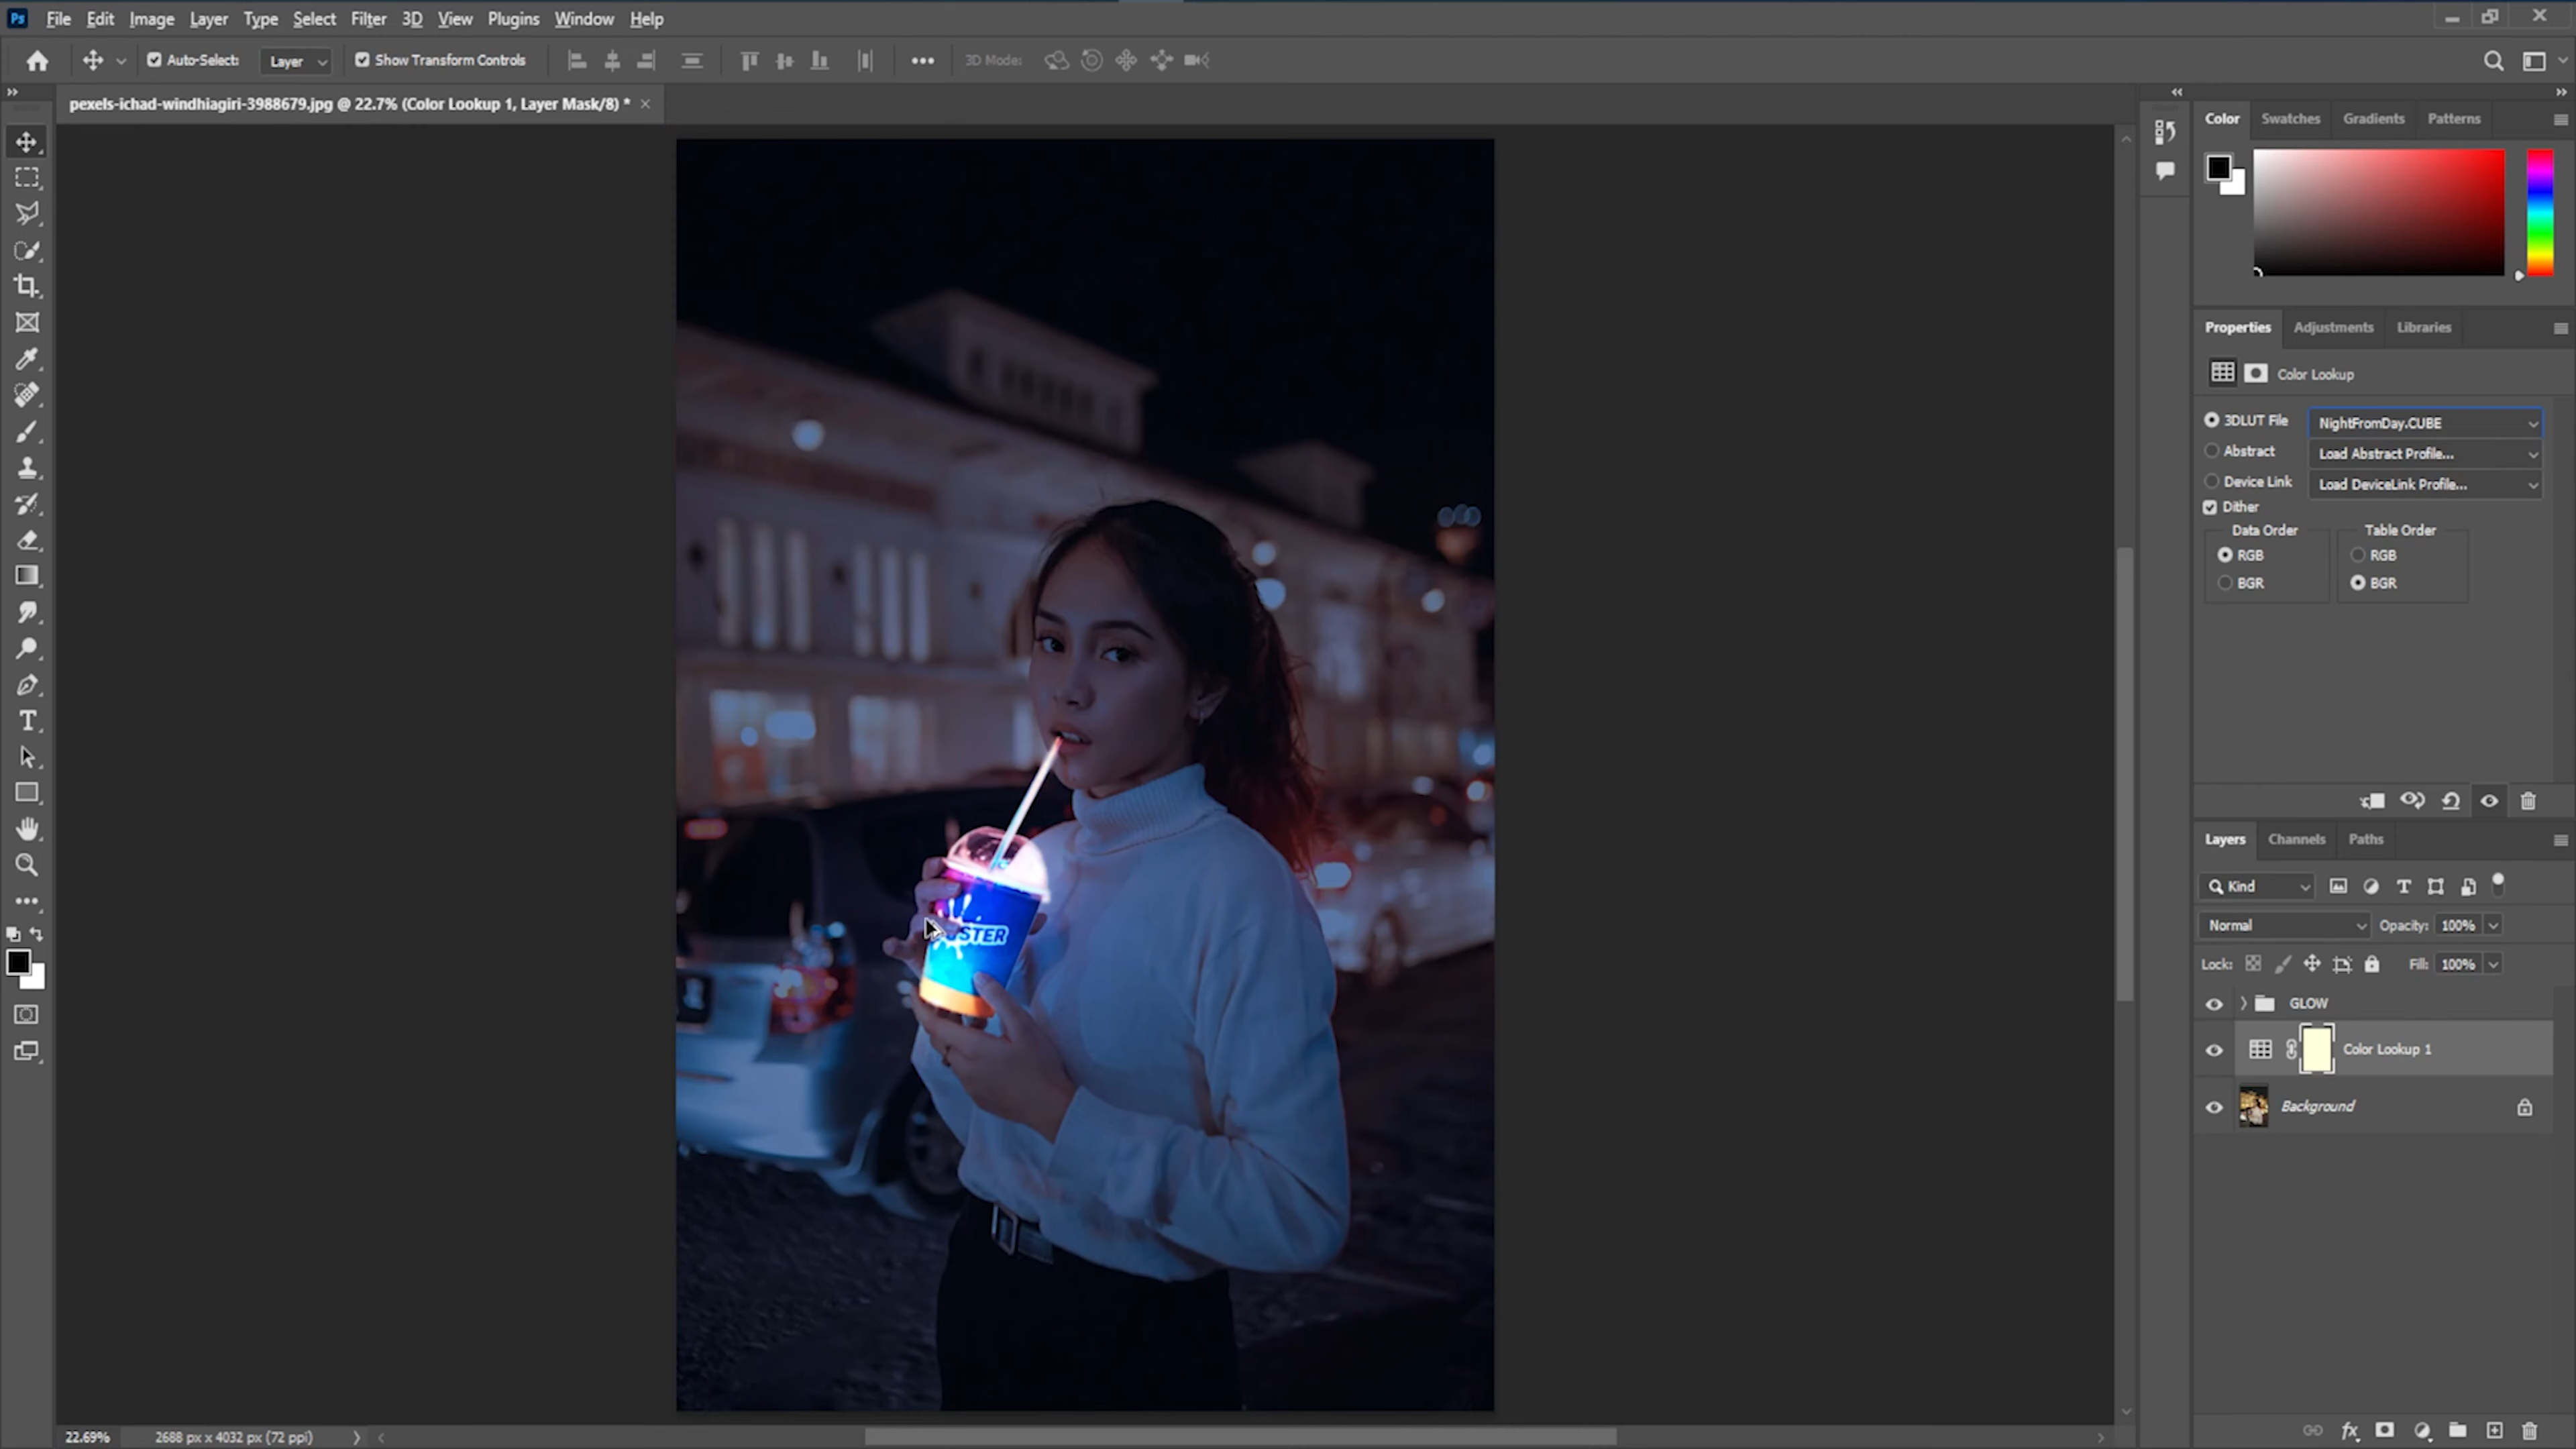 Ps File Edit Image Layer Type Select Filter 3D View Plugins Window Help
Auto-Select: Layer Show Transform Controls 3D Mode:
pexels-ichad-windhiagiri-3988679.jpg @ 22.7% (Color Lookup 1, Layer Mask/8) *
Color Swatches Gradients Patterns
Properties Adjustments Libraries
Color Lookup
3DLUT File NightFromDay.CUBE
Abstract Load Abstract Profile...
Device Link Load DeviceLink Profile...
Dither
Data Order Table Order
RGB RGB
BGR BGR
STER
Layers Channels Paths
Kind
Normal Opacity: 100%
Lock: Fill: 100%
GLOW
Color Lookup 1
Background
22.69% 2688 px x 4032 px (72 ppi)